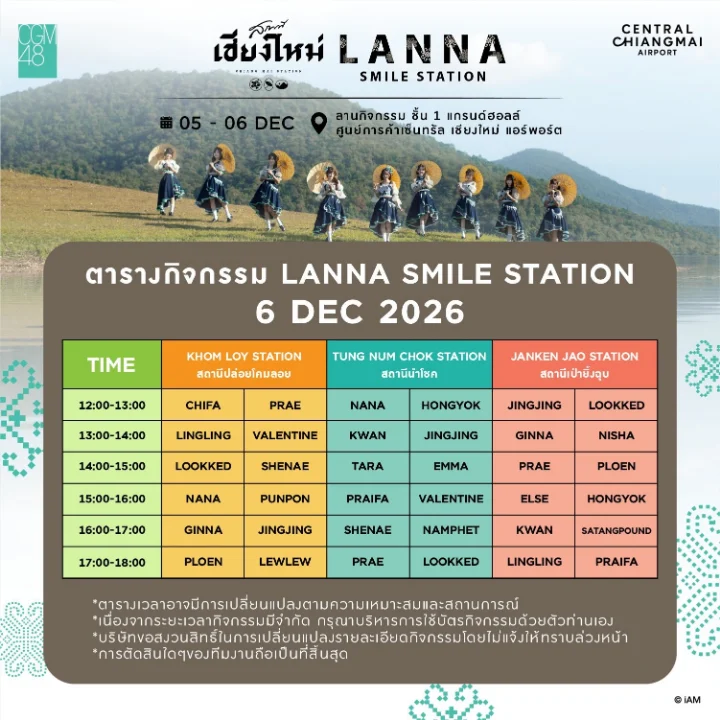 CGM
48
สถานี
เชียงใหม่ LANNA
CHIANG MAI STATION
SMILE STATION
CENTRAL
CHIANGMAI
AIRPORT
05 - 06 DEC
ลานกิจกรรม ชั้น 1 แกรนด์ฮอลล์
ศูนย์การค้าเซ็นทรัล เชียงใหม่ แอร์พอร์ต
ตารางกิจกรรม LANNA SMILE STATION
6 DEC 2026
TIME KHOM LOY STATION TUNG NUM CHOK STATION JANKEN JAO STATION
สถานีปล่อยโคมลอย สถานีนำโชค สถานีเป่ายิ้งฉุบ
12:00-13:00 CHIFA PRAE NANA HONGYOK JINGJING LOOKKED
13:00-14:00 LINGLING VALENTINE KWAN JINGJING GINNA NISHA
14:00-15:00 LOOKKED SHENAE TARA EMMA PRAE PLOEN
15:00-16:00 NANA PUNPON PRAIFA VALENTINE ELSE HONGYOK
16:00-17:00 GINNA JINGJING SHENAE NAMPHET KWAN SATANGPOUND
17:00-18:00 PLOEN LEWLEW PRAE LOOKKED LINGLING PRAIFA
*ตารางเวลาอาจมีการเปลี่ยนแปลงตามความเหมาะสมและสถานการณ์
*เนื่องจากระยะเวลากิจกรรมมีจำกัด กรุณาบริหารการใช้บัตรกิจกรรมด้วยตัวท่านเอง
*บริษัทขอสงวนสิทธิ์ในการเปลี่ยนแปลงรายละเอียดกิจกรรมโดยไม่แจ้งให้ทราบล่วงหน้า
*การตัดสินใดๆของทีมงานถือเป็นที่สิ้นสุด
© iAM